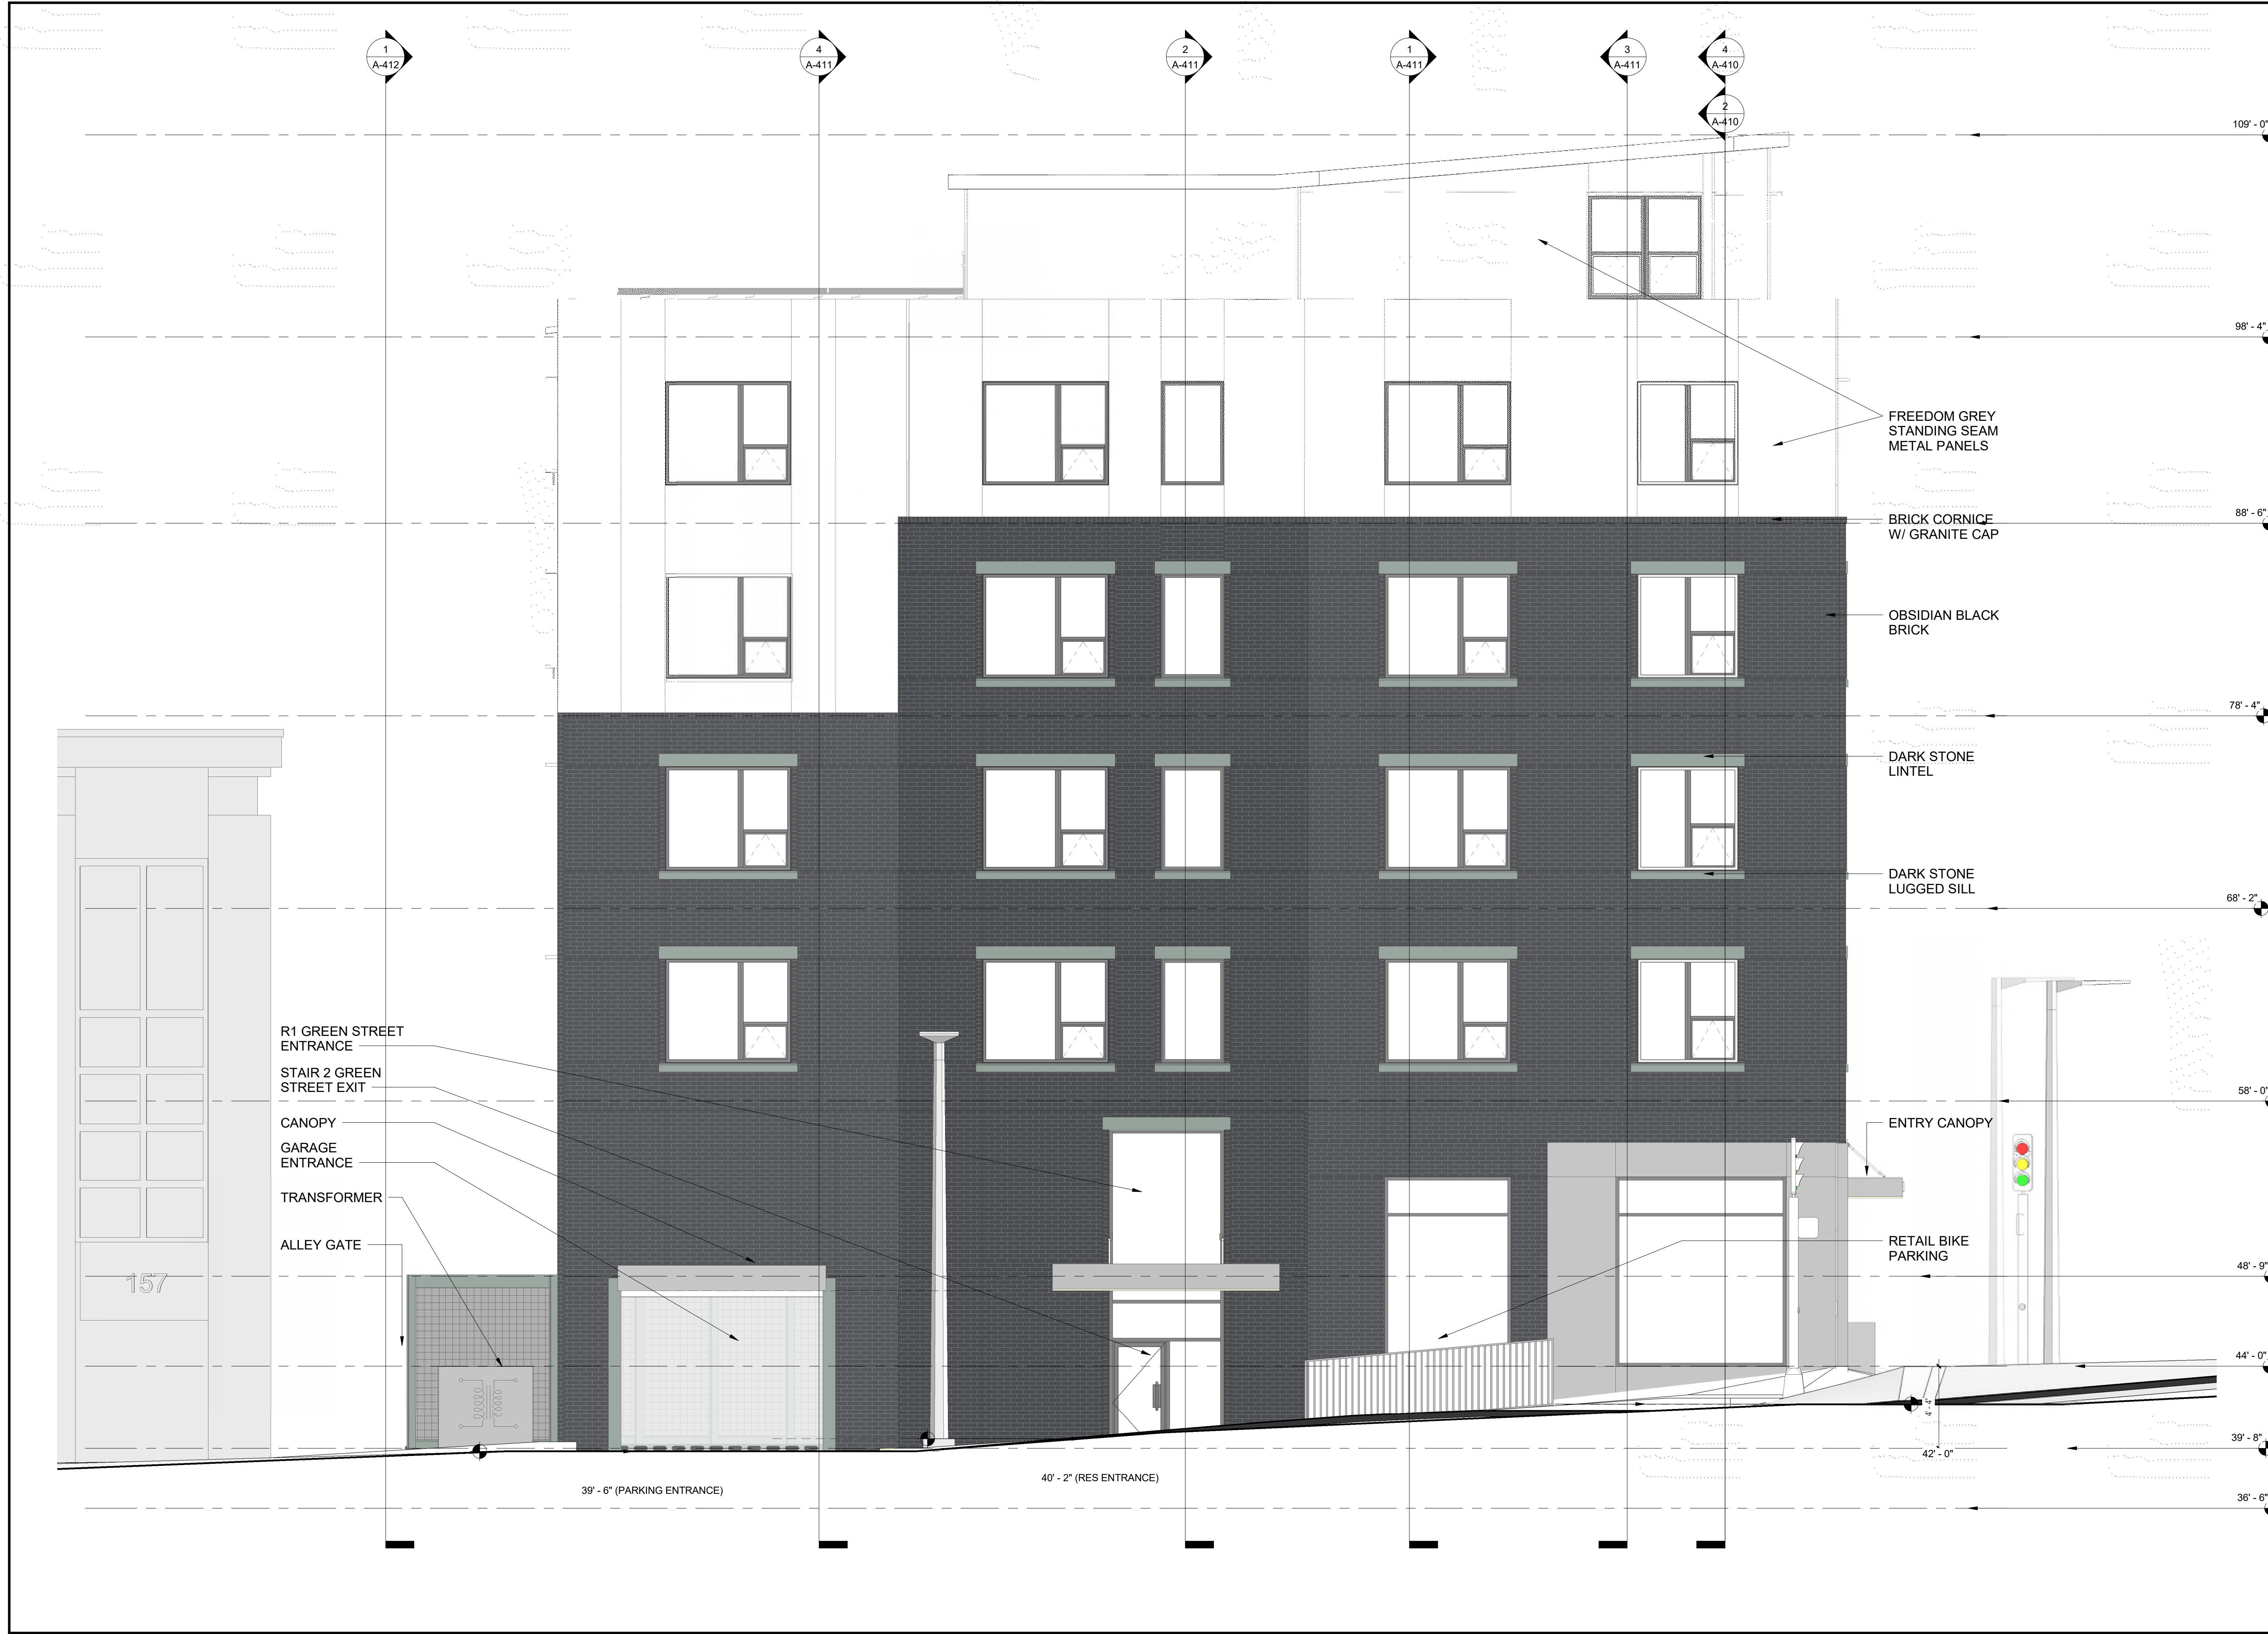 1
A-412
4
A-411
2
A-411
1
A-411
3
A-411
4
A-410
2
A-410
109' - 0"
98' - 4"
FREEDOM GREY
STANDING SEAM
METAL PANELS
88' - 6"
BRICK CORNICE
W/ GRANITE CAP
OBSIDIAN BLACK
BRICK
78' - 4"
DARK STONE
LINTEL
DARK STONE
LUGGED SILL
68' - 2"
R1 GREEN STREET
ENTRANCE
STAIR 2 GREEN
STREET EXIT
CANOPY
GARAGE
ENTRANCE
TRANSFORMER
ALLEY GATE
157
58' - 0"
ENTRY CANOPY
RETAIL BIKE
PARKING
48' - 9"
44' - 0"
4' - 4"
39' - 8"
42' - 0"
40' - 2" (RES ENTRANCE)
39' - 6" (PARKING ENTRANCE)
36' - 6"